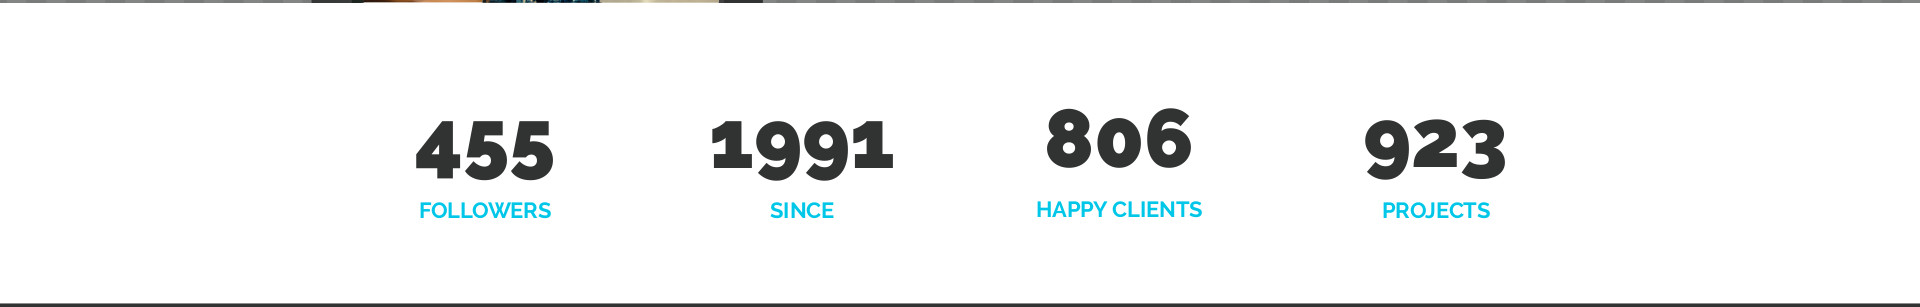 455 1991 806 923
FOLLOWERS SINCE HAPPY CLIENTS PROJECTS